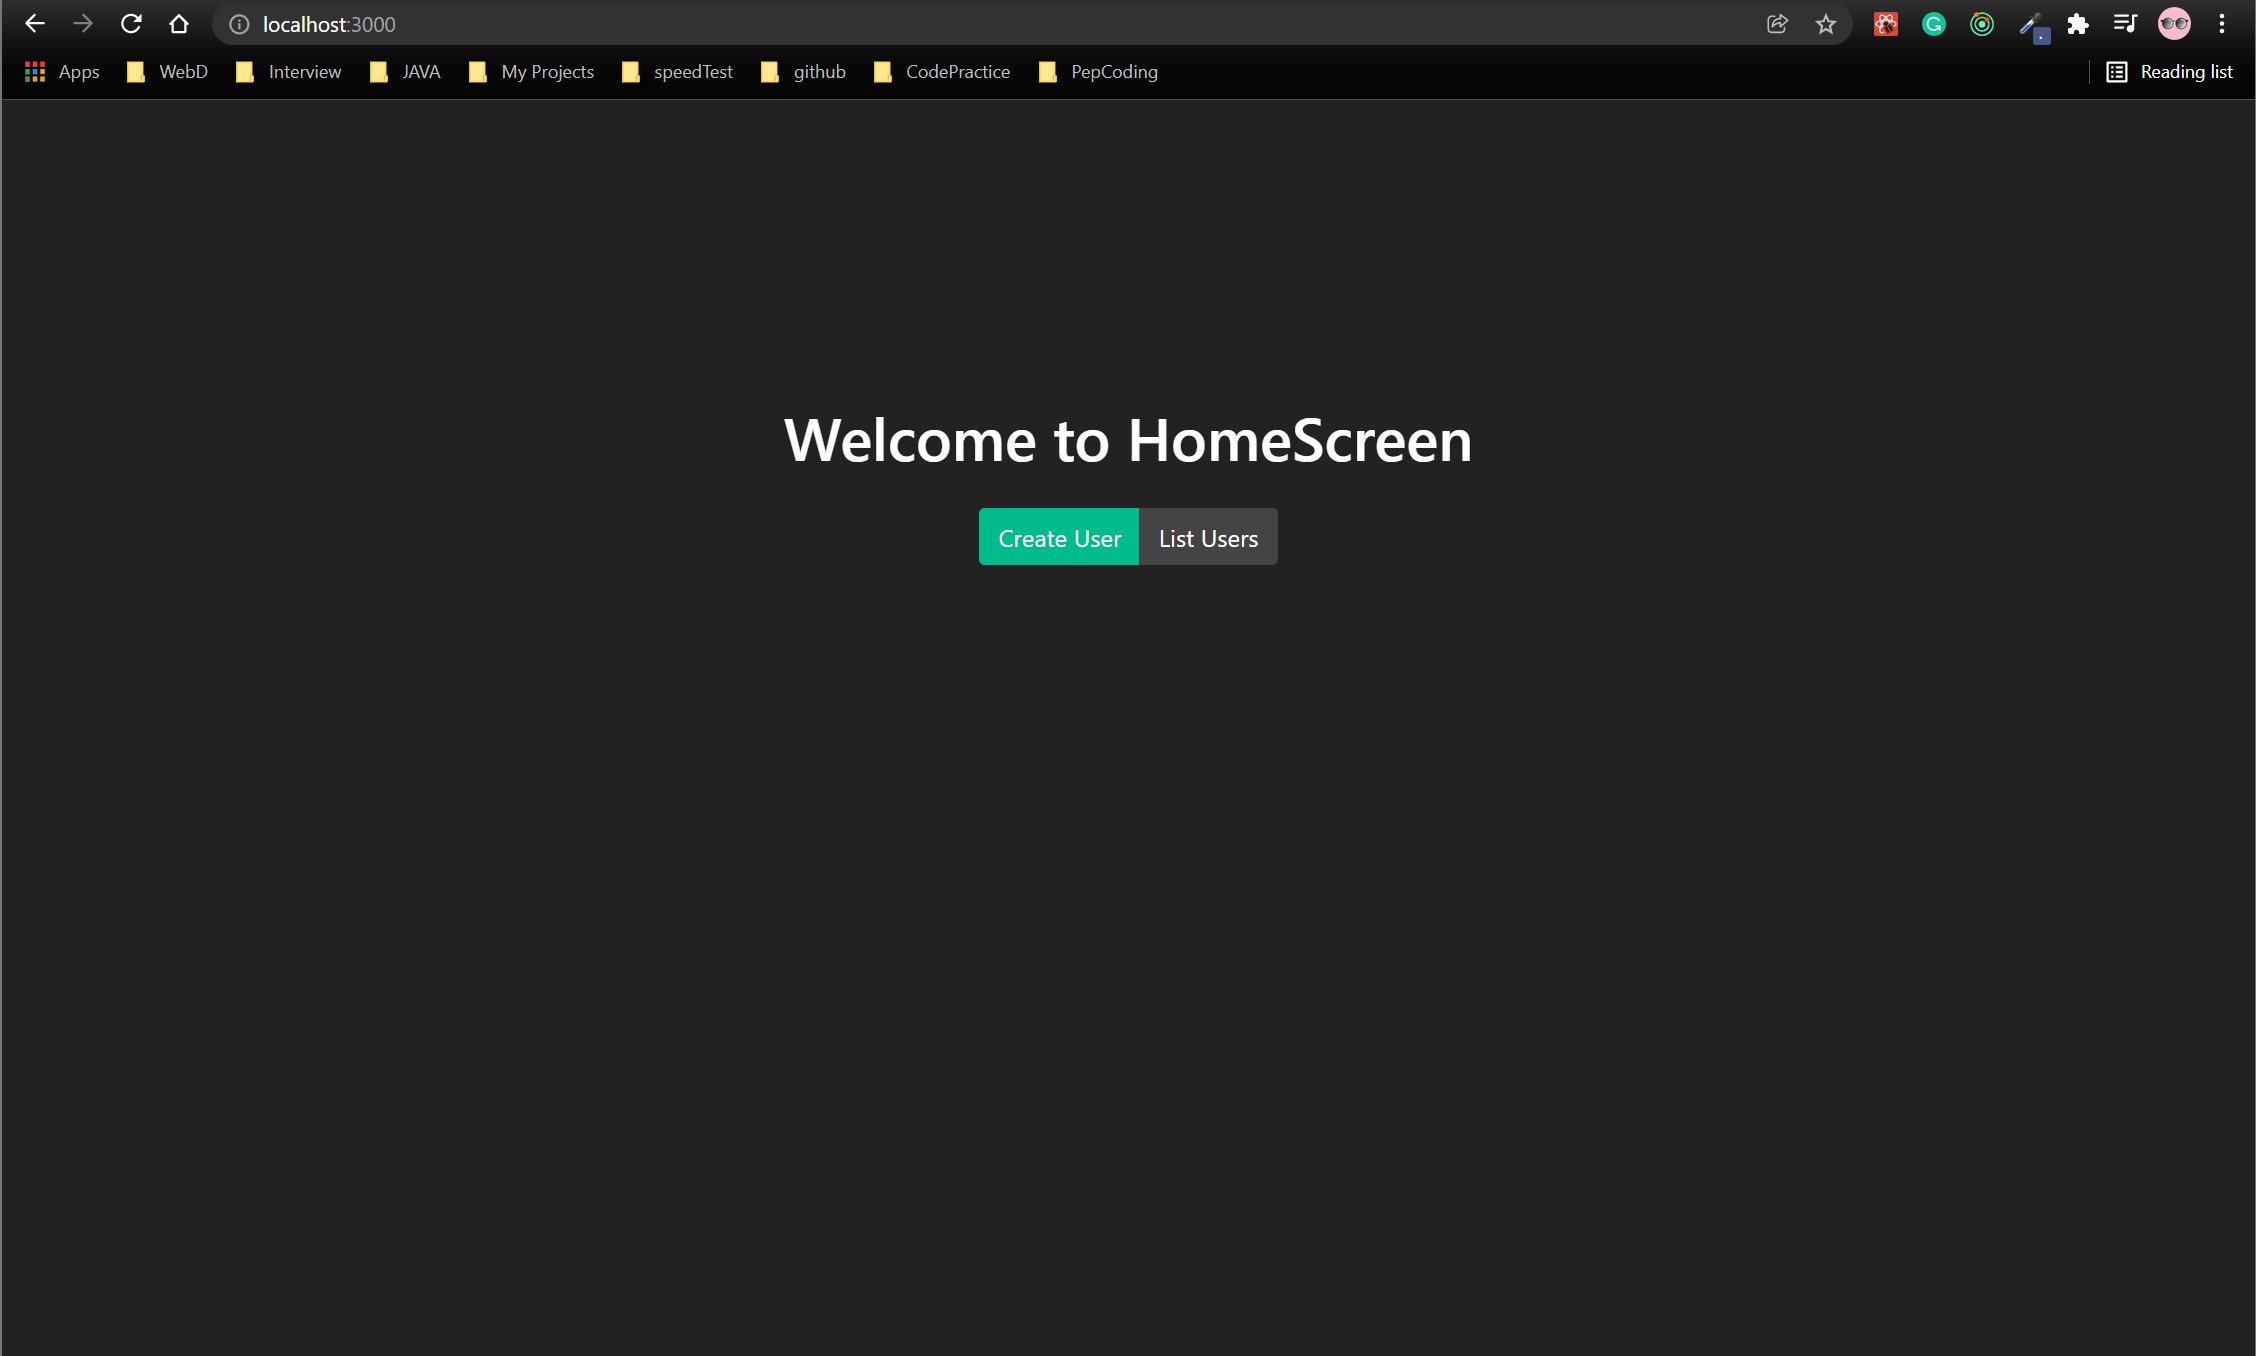 localhost:3000
Apps WebD Interview JAVA My Projects speedTest github CodePractice PepCoding Reading list
Welcome to HomeScreen
Create User List Users